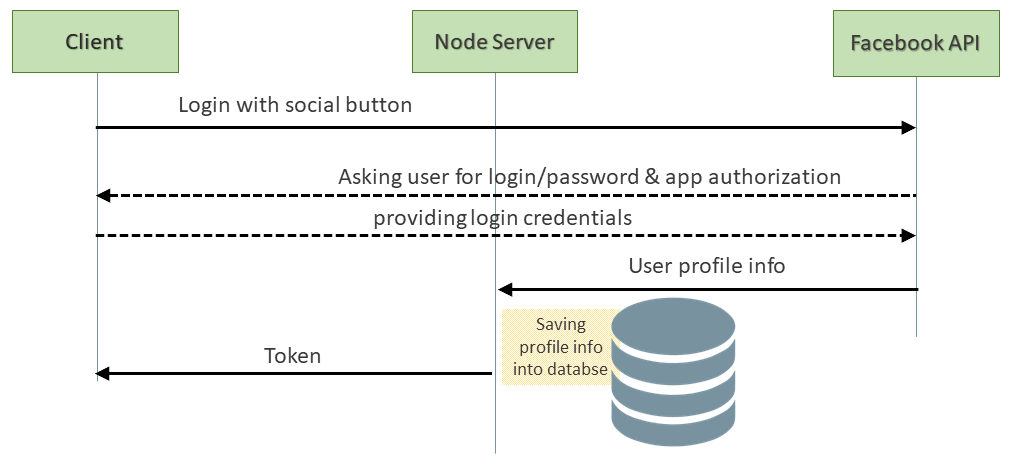 Client
Node Server
Facebook API
Login with social button
Asking user for login/password & app authorization
providing login credentials
User profile info
Saving
profile info
into databse
Token